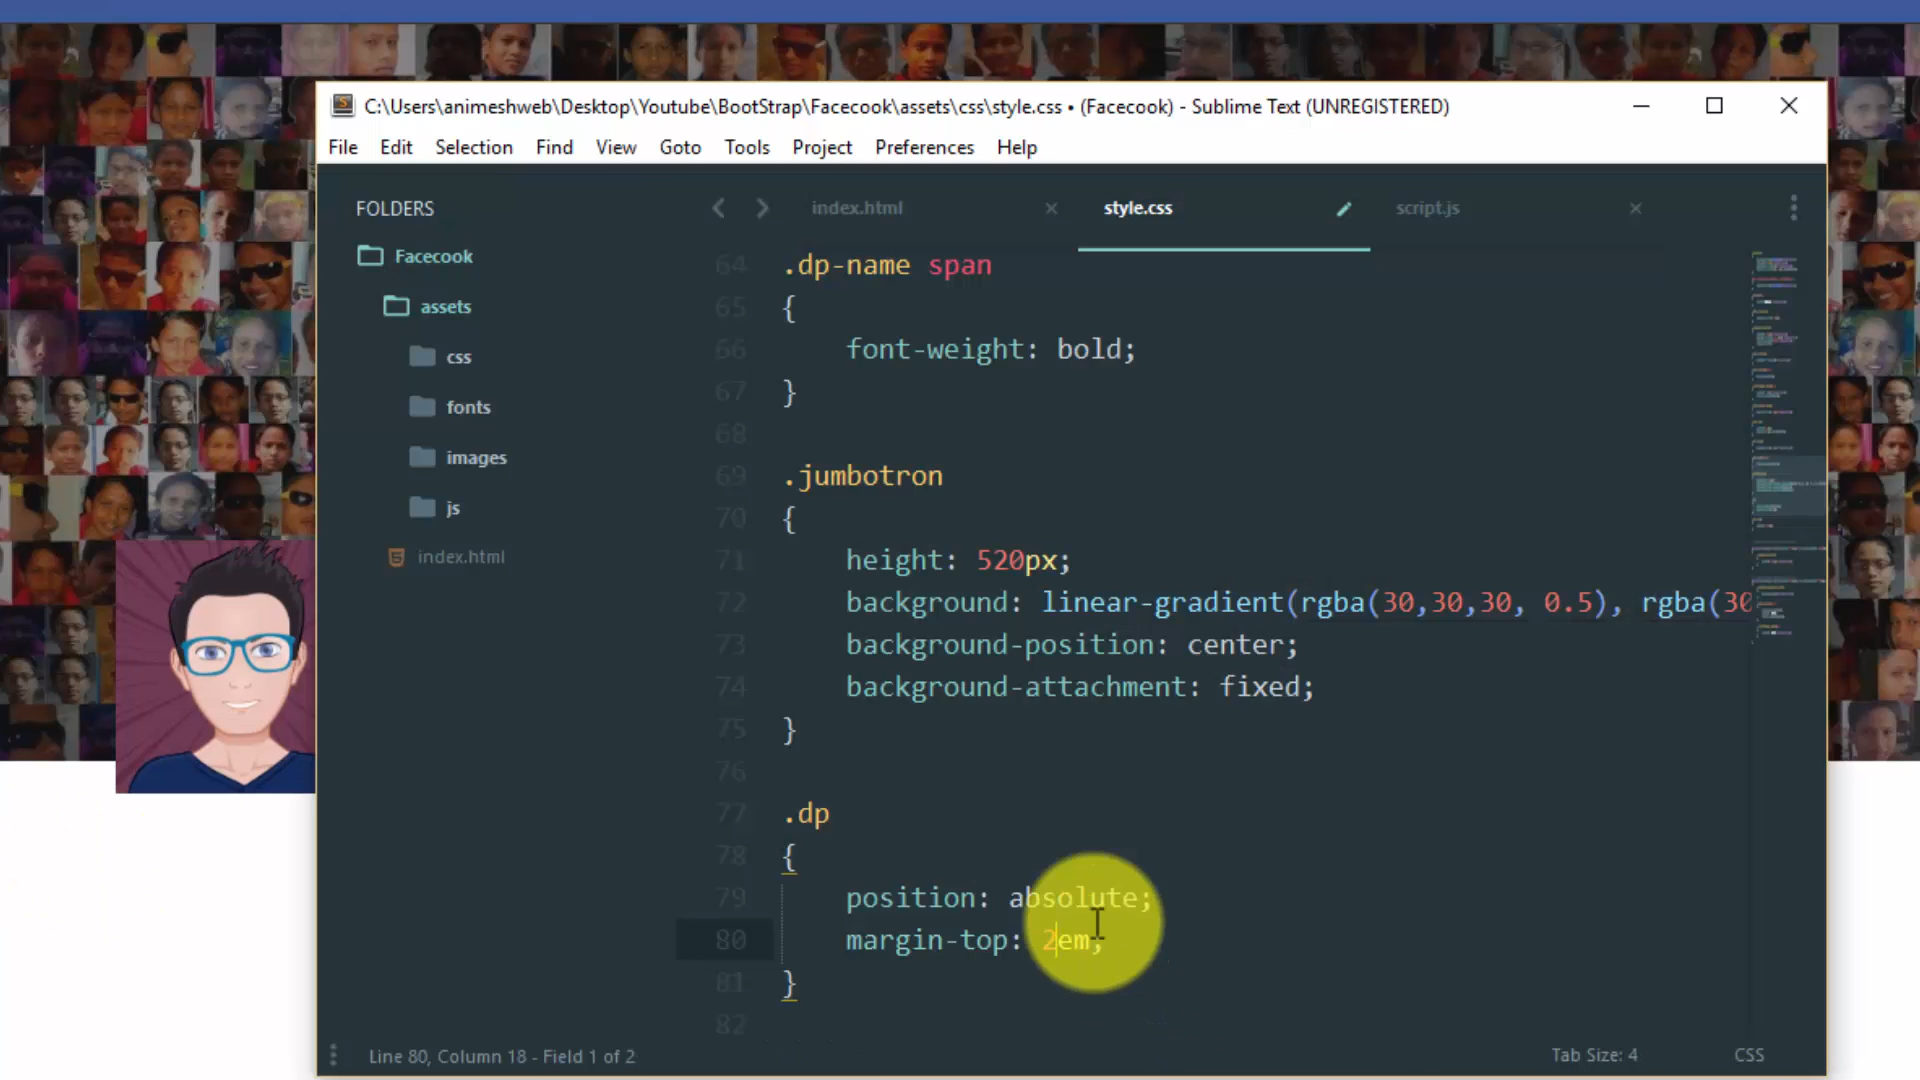 C:\Users\animeshweb\Desktop\Youtube\BootStrap\Facecook\assets\css\style.css • (Facecook) - Sublime Text (UNREGISTERED)
File Edit Selection Find View Goto Tools Project Preferences Help
FOLDERS
Facecook
assets
css
fonts
images
js
index.html
index.html style.css script.js
64 .dp-name span
65 {
66 font-weight: bold;
67 }
68
69 .jumbotron
70 {
71 height: 520px;
72 background: linear-gradient(rgba(30,30,30, 0.5), rgba(30
73 background-position: center;
74 background-attachment: fixed;
75 }
76
77 .dp
78 {
79 position: absolute;
80 margin-top: 2em;
81 }
82
Line 80, Column 18 - Field 1 of 2 Tab Size: 4 CSS